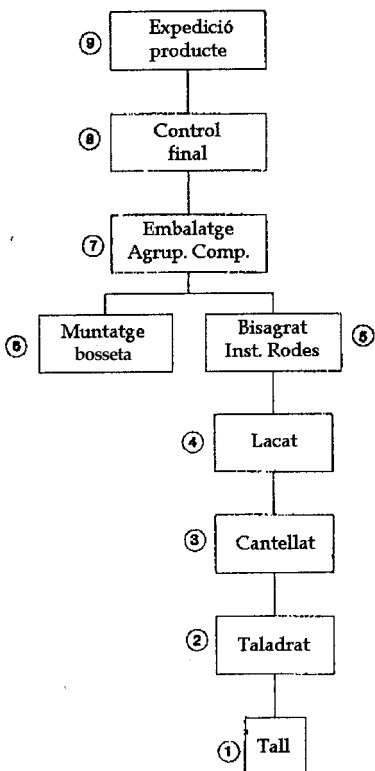 ⑨ Expedició
producte
⑧ Control
final
⑦ Embalatge
Agrup. Comp.
⑥ Muntatge
bosseta
Bisagrat ⑤
Inst. Rodes
④ Lacat
③ Cantellat
② Taladrat
① Tall